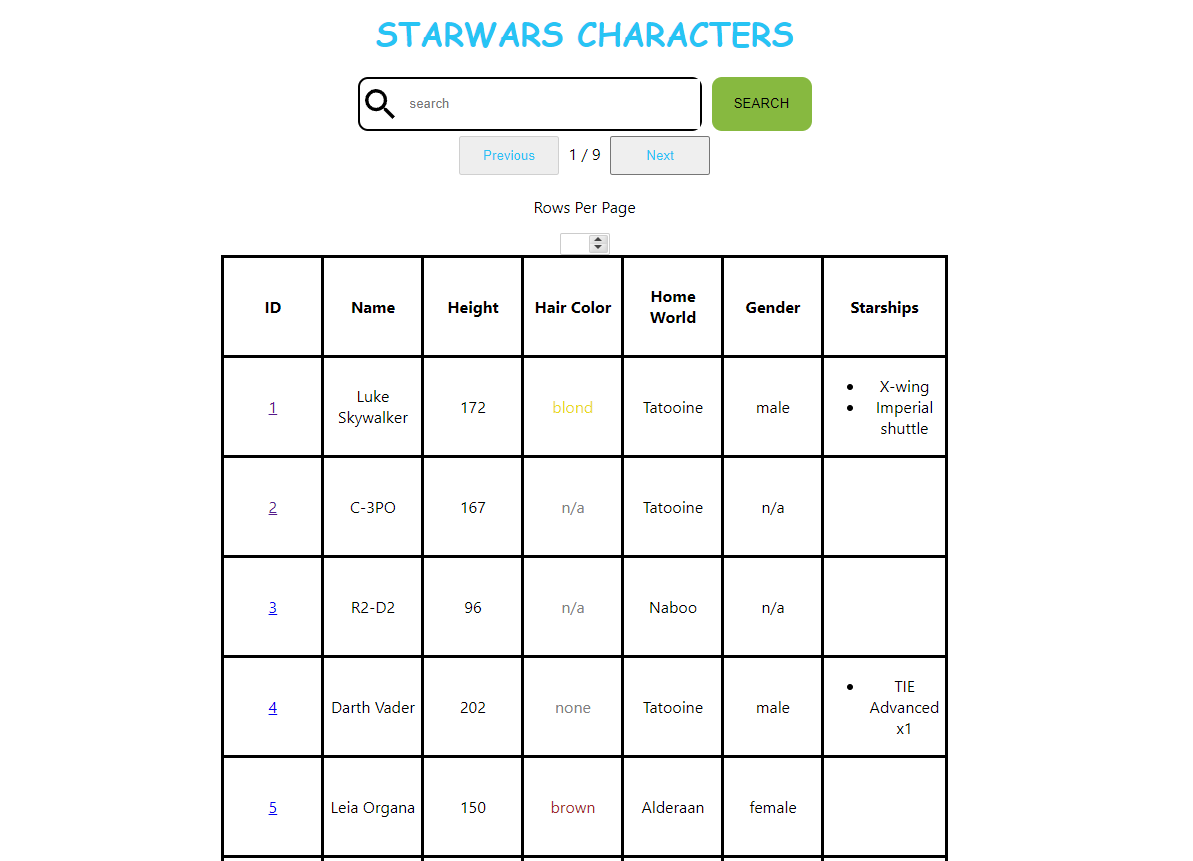 STARWARS CHARACTERS
search
SEARCH
Previous
1 / 9
Next
Rows Per Page
ID
Name
Height
Hair Color
Home
World
Gender
Starships
1
Luke
Skywalker
172
blond
Tatooine
male
X-wing
Imperial
shuttle
2
C-3PO
167
n/a
Tatooine
n/a
3
R2-D2
96
n/a
Naboo
n/a
4
Darth Vader
202
none
Tatooine
male
TIE
Advanced
x1
5
Leia Organa
150
brown
Alderaan
female